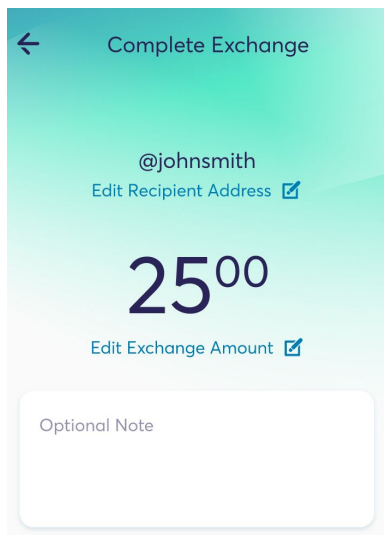 Complete Exchange
@johnsmith
Edit Recipient Address
2500
Edit Exchange Amount
Optional Note